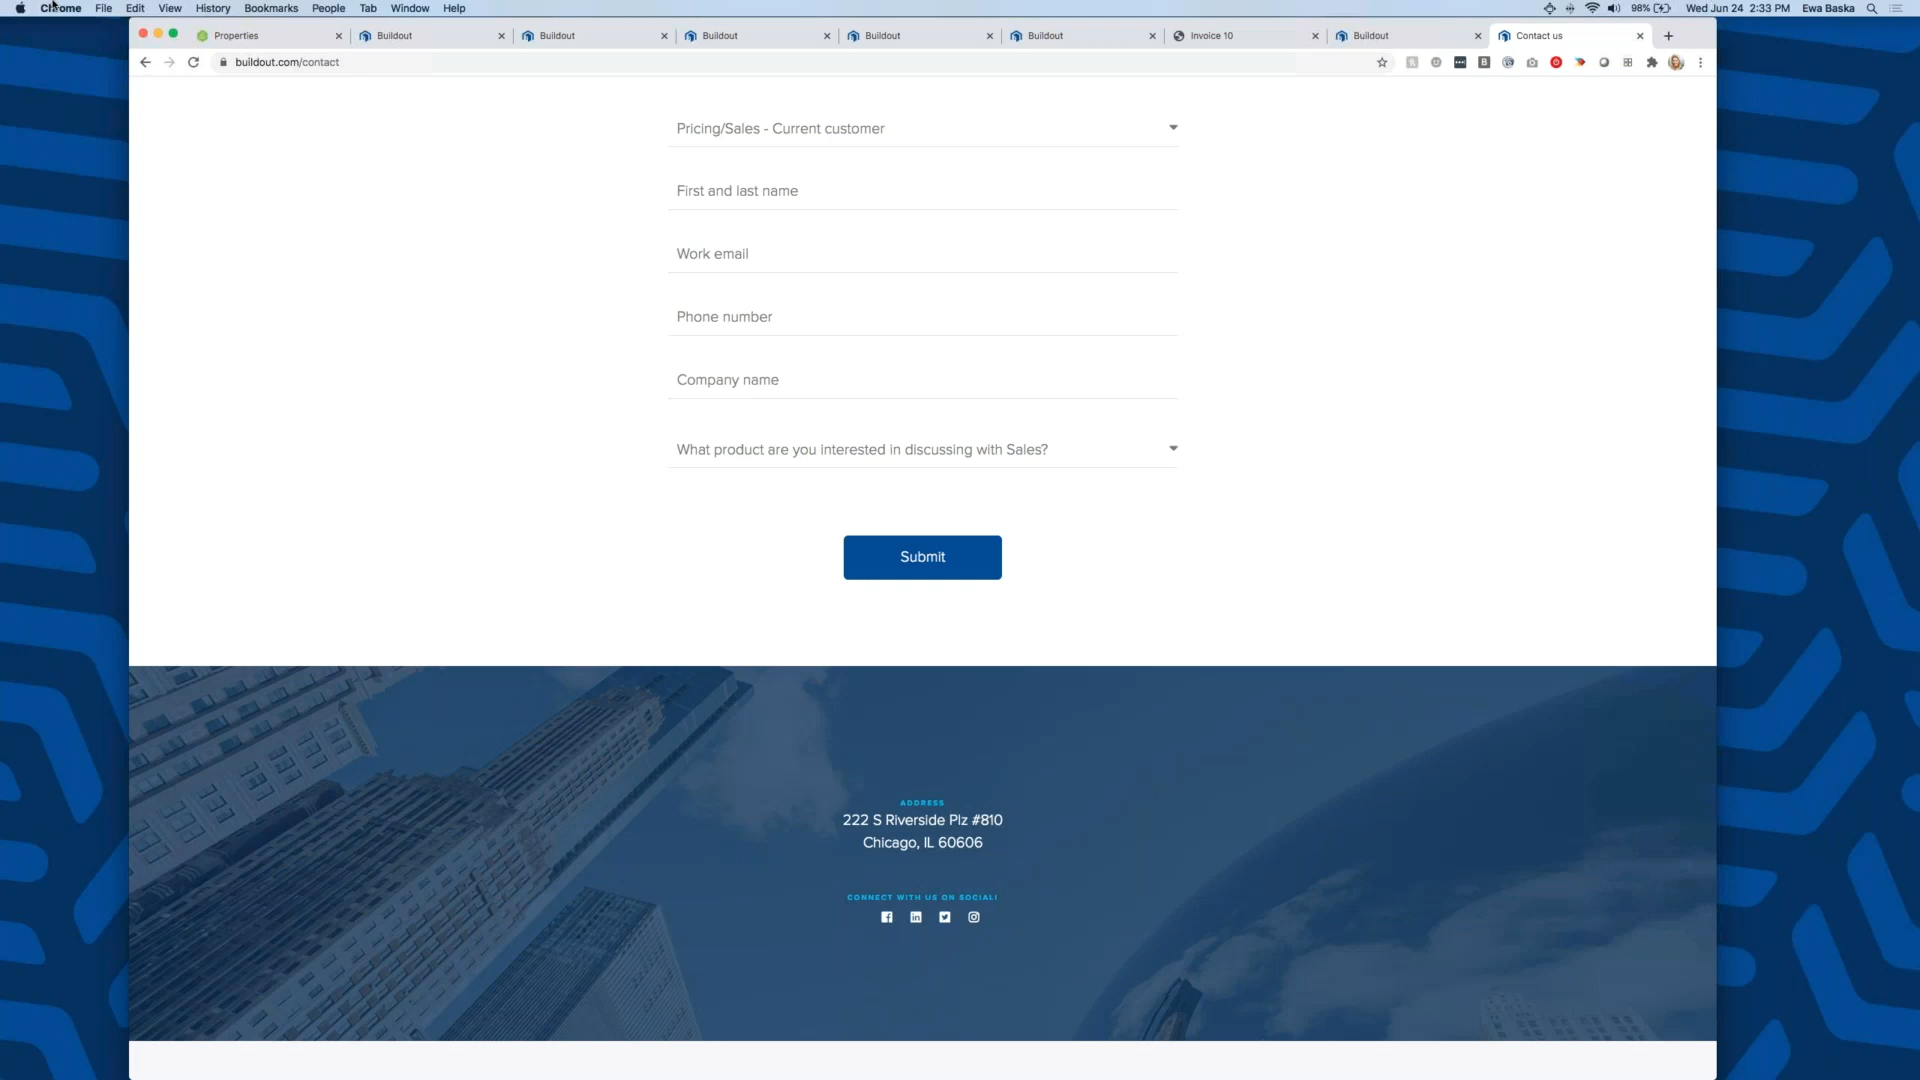 Chrome File Edit View History Bookmarks People Tab Window Help
98% Wed Jun 24 2:33 PM Ewa Baska
Properties Buildout Buildout Buildout Buildout Buildout Invoice 10 Buildout Contact us
buildout.com/contact
Pricing/Sales - Current customer
First and last name
Work email
Phone number
Company name
What product are you interested in discussing with Sales?
Submit
ADDRESS
222 S Riverside Plz #810
Chicago, IL 60606
CONNECT WITH US ON SOCIAL!